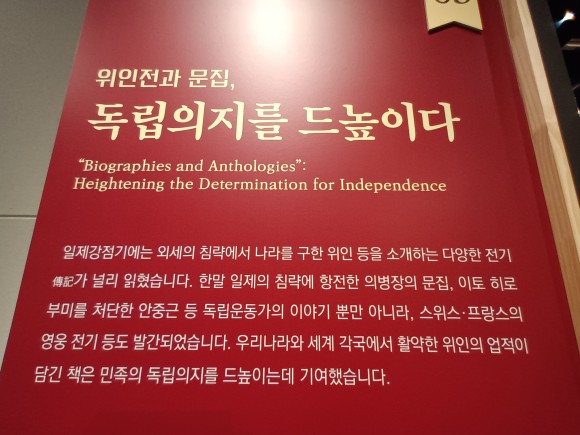 위인전과 문집,
독립의지를 드높이다
“Biographies and Anthologies”:
Heightening the Determination for Independence
일제강점기에는 외세의 침략에서 나라를 구한 위인 등을 소개하는 다양한 전기
傳記가 널리 읽혔습니다. 한말 일제의 침략에 항전한 의병장의 문집, 이토 히로
부미를 처단한 안중근 등 독립운동가의 이야기 뿐만 아니라, 스위스·프랑스의
영웅 전기 등도 발간되었습니다. 우리나라와 세계 각국에서 활약한 위인의 업적이
담긴 책은 민족의 독립의지를 드높이는데 기여했습니다.